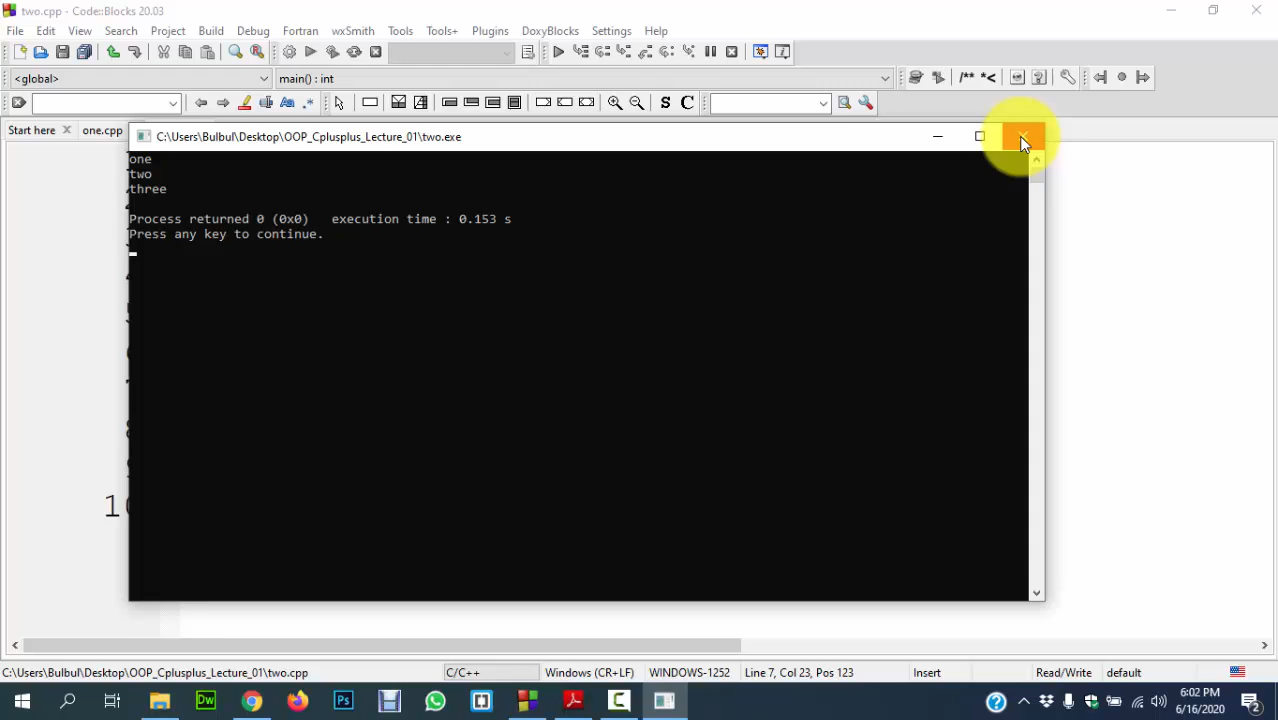 two.cpp - Code::Blocks 20.03
File Edit View Search Project Build Debug Fortran wxSmith Tools Tools+ Plugins DoxyBlocks Settings Help
<global> main() : int /** *<
S C
Start here one.cpp
C:\Users\Bulbul\Desktop\OOP_Cplusplus_Lecture_01\two.exe
one
two
three
Process returned 0 (0x0) execution time : 0.153 s
Press any key to continue.
C:\Users\Bulbul\Desktop\OOP_Cplusplus_Lecture_01\two.cpp C/C++ Windows (CR+LF) WINDOWS-1252 Line 7, Col 23, Pos 123 Insert Read/Write default
Dw Ps 6:02 PM
6/16/2020 2